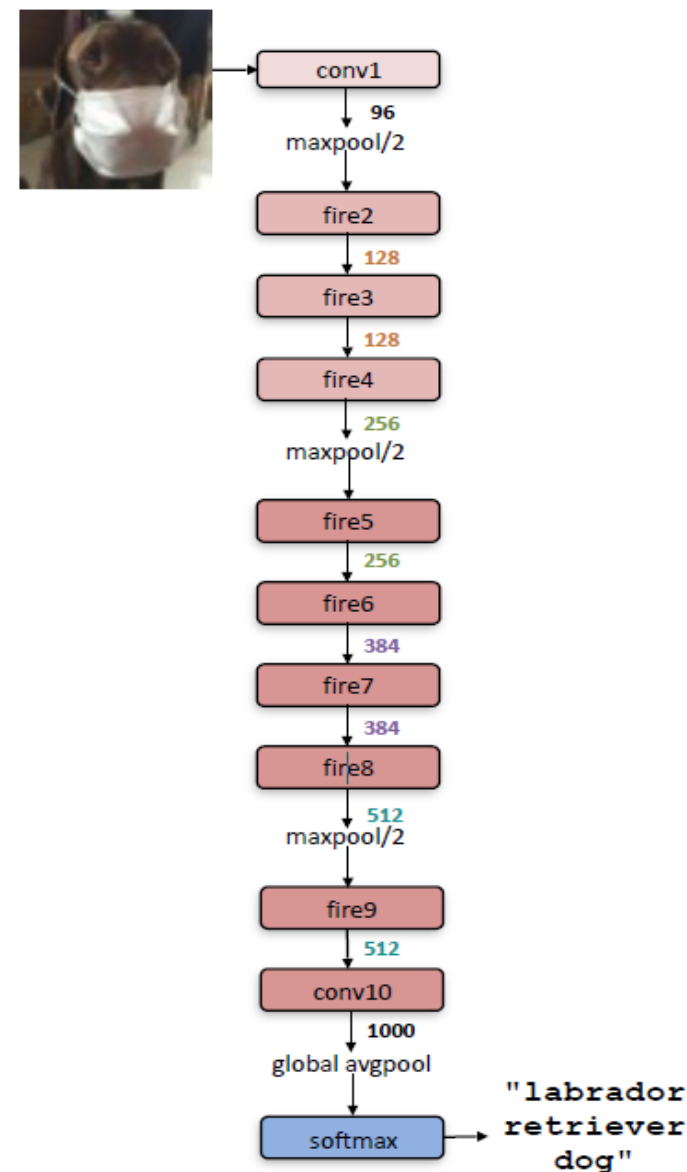 conv1
96
maxpool/2
fire2
128
fire3
128
fire4
256
maxpool/2
fire5
256
fire6
384
fire7
384
fire8
512
maxpool/2
fire9
512
conv10
1000
global avgpool
softmax
"labrador
retriever
dog"